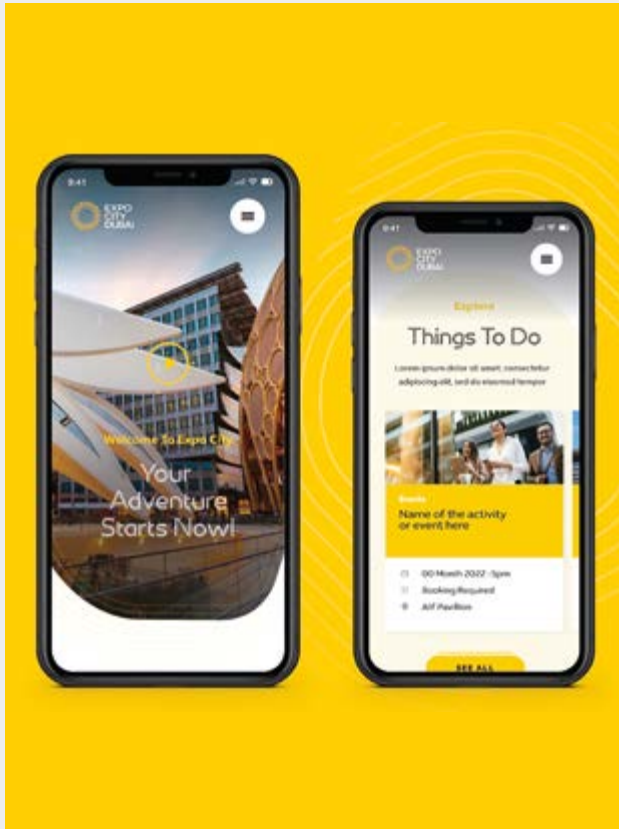 9:41
EXPO
CITY
DUBAI
Welcome To Expo City
Your
Adventure
Starts Now!
9:41
EXPO
CITY
DUBAI
Explore
Things To Do
Lorem ipsum dolor sit amet, consectetur
adipiscing elit, sed do eiusmod tempor
Events
Name of the activity
or event here
00 Month 2022 - 5pm
Booking Required
Alif Pavilion
SEE ALL